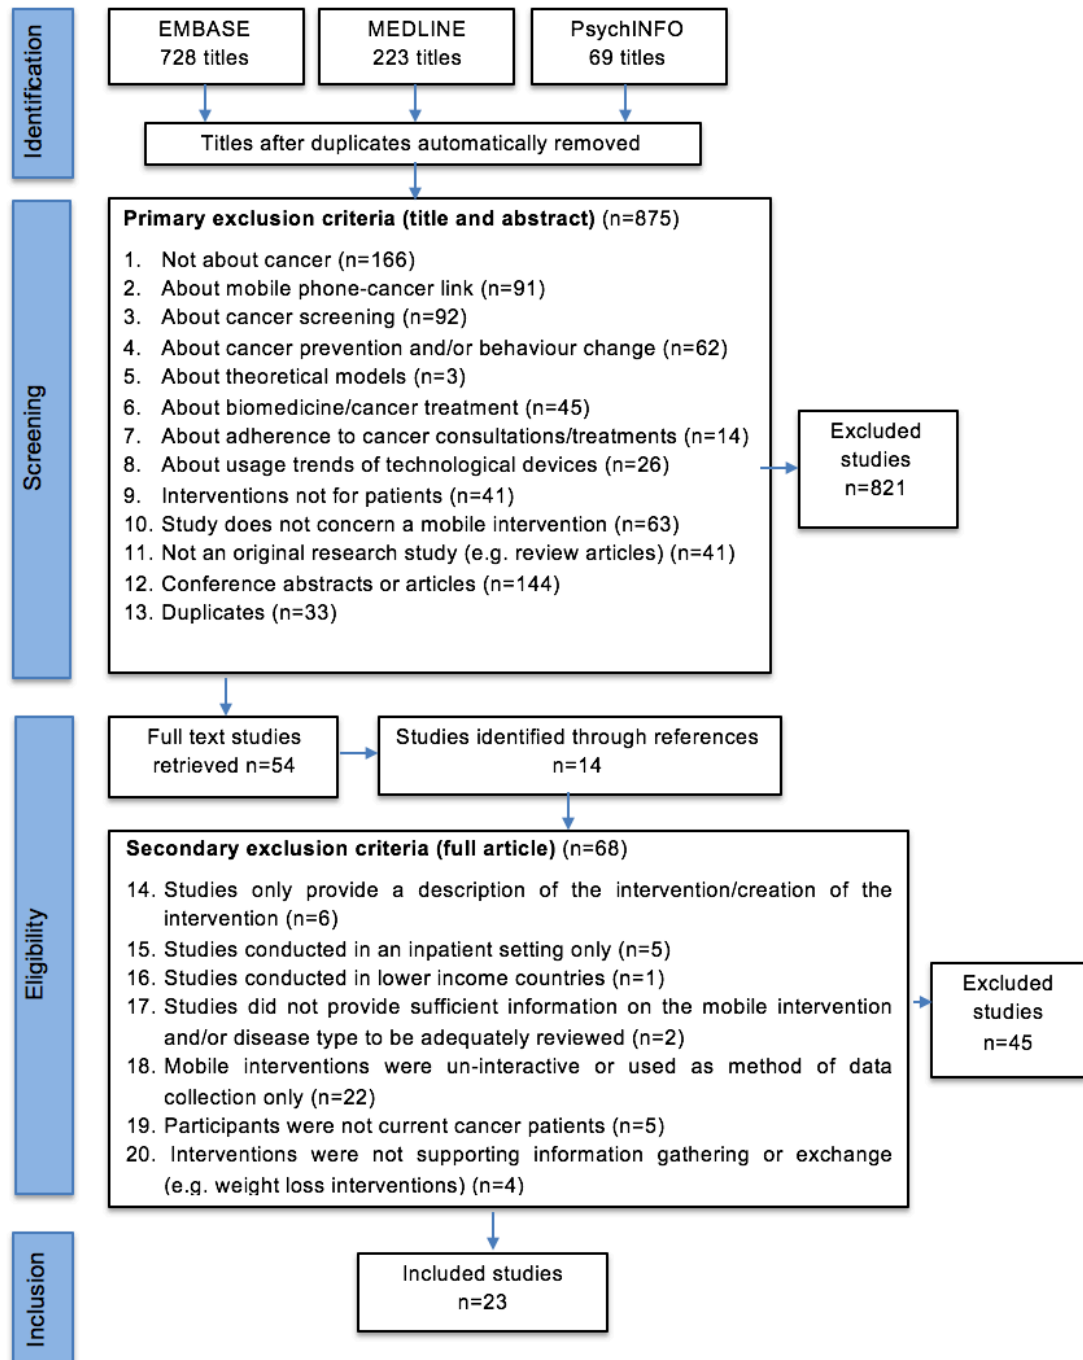 Identification
EMBASE
728 titles
MEDLINE
223 titles
PsychINFO
69 titles
Titles after duplicates automatically removed
Screening
Primary exclusion criteria (title and abstract) (n=875)
1. Not about cancer (n=166)
2. About mobile phone-cancer link (n=91)
3. About cancer screening (n=92)
4. About cancer prevention and/or behaviour change (n=62)
5. About theoretical models (n=3)
6. About biomedicine/cancer treatment (n=45)
7. About adherence to cancer consultations/treatments (n=14)
8. About usage trends of technological devices (n=26)
9. Interventions not for patients (n=41)
10. Study does not concern a mobile intervention (n=63)
11. Not an original research study (e.g. review articles) (n=41)
12. Conference abstracts or articles (n=144)
13. Duplicates (n=33)
Excluded
studies
n=821
Eligibility
Full text studies
retrieved n=54
Studies identified through references
n=14
Secondary exclusion criteria (full article) (n=68)
14. Studies only provide a description of the intervention/creation of the
intervention (n=6)
15. Studies conducted in an inpatient setting only (n=5)
16. Studies conducted in lower income countries (n=1)
17. Studies did not provide sufficient information on the mobile intervention
and/or disease type to be adequately reviewed (n=2)
18. Mobile interventions were un-interactive or used as method of data
collection only (n=22)
19. Participants were not current cancer patients (n=5)
20. Interventions were not supporting information gathering or exchange
(e.g. weight loss interventions) (n=4)
Excluded
studies
n=45
Inclusion
Included studies
n=23